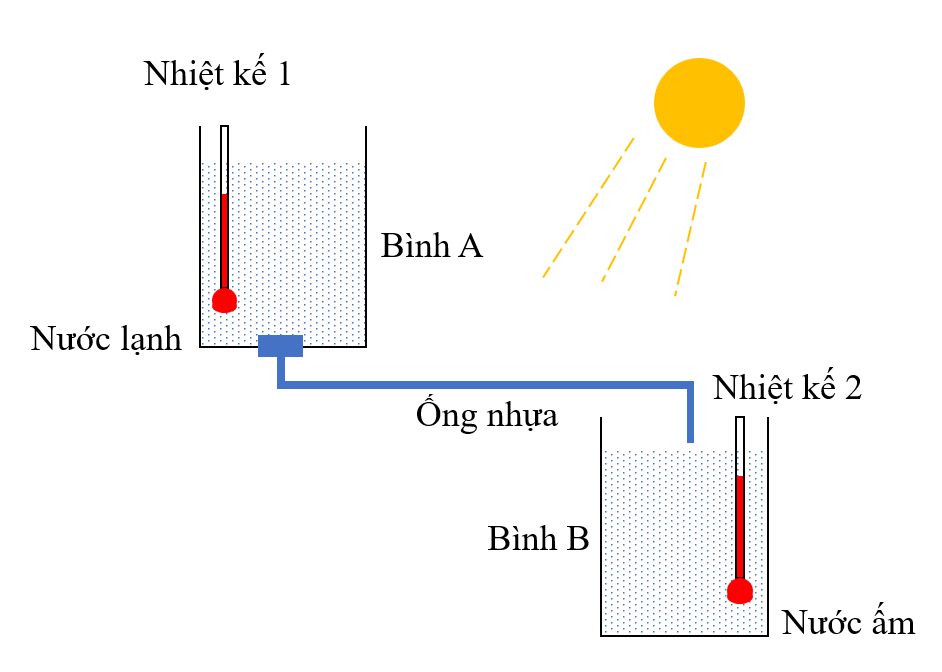 Nhiệt kế 1
Bình A
Nước lạnh
Nhiệt kế 2
Ống nhựa
Bình B
Nước ấm